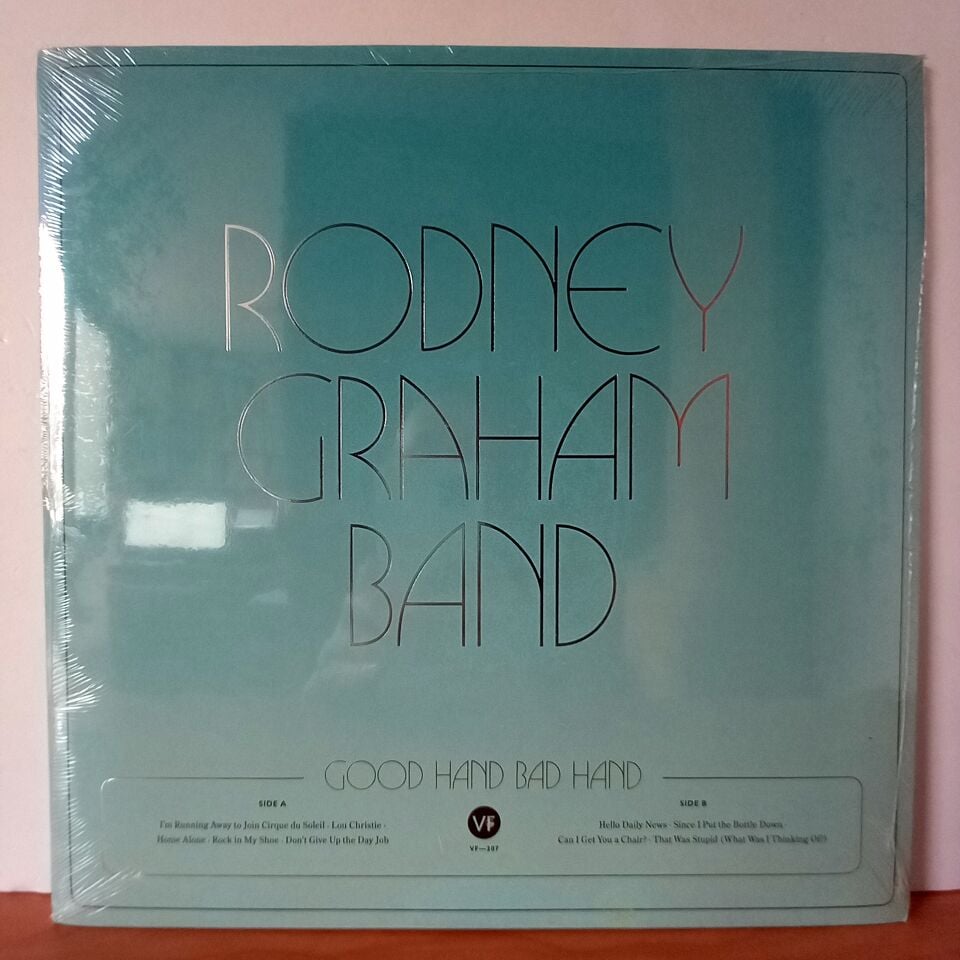 RODNEY
GRAHAM
BAND
GOOD HAND BAD HAND
SIDE A
I'm Running Away to Join Cirque du Soleil · Lou Christie ·
Home Alone · Rock in My Shoe · Don't Give Up the Day Job
VF
VF—207
SIDE B
Hello Daily News · Since I Put the Bottle Down ·
Can I Get You a Chair? · That Was Stupid (What Was I Thinking Of?)